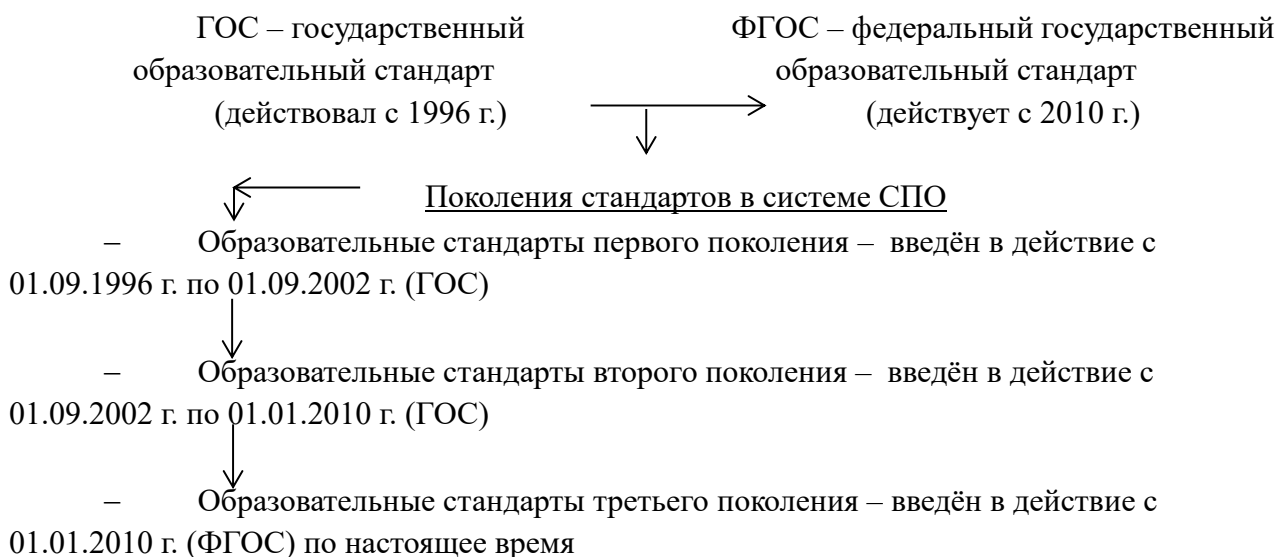 ГОС – государственный
образовательный стандарт
(действовал с 1996 г.)
ФГОС – федеральный государственный
образовательный стандарт
(действует с 2010 г.)
Поколения стандартов в системе СПО
– Образовательные стандарты первого поколения – введён в действие с
01.09.1996 г. по 01.09.2002 г. (ГОС)
– Образовательные стандарты второго поколения – введён в действие с
01.09.2002 г. по 01.01.2010 г. (ГОС)
– Образовательные стандарты третьего поколения – введён в действие с
01.01.2010 г. (ФГОС) по настоящее время